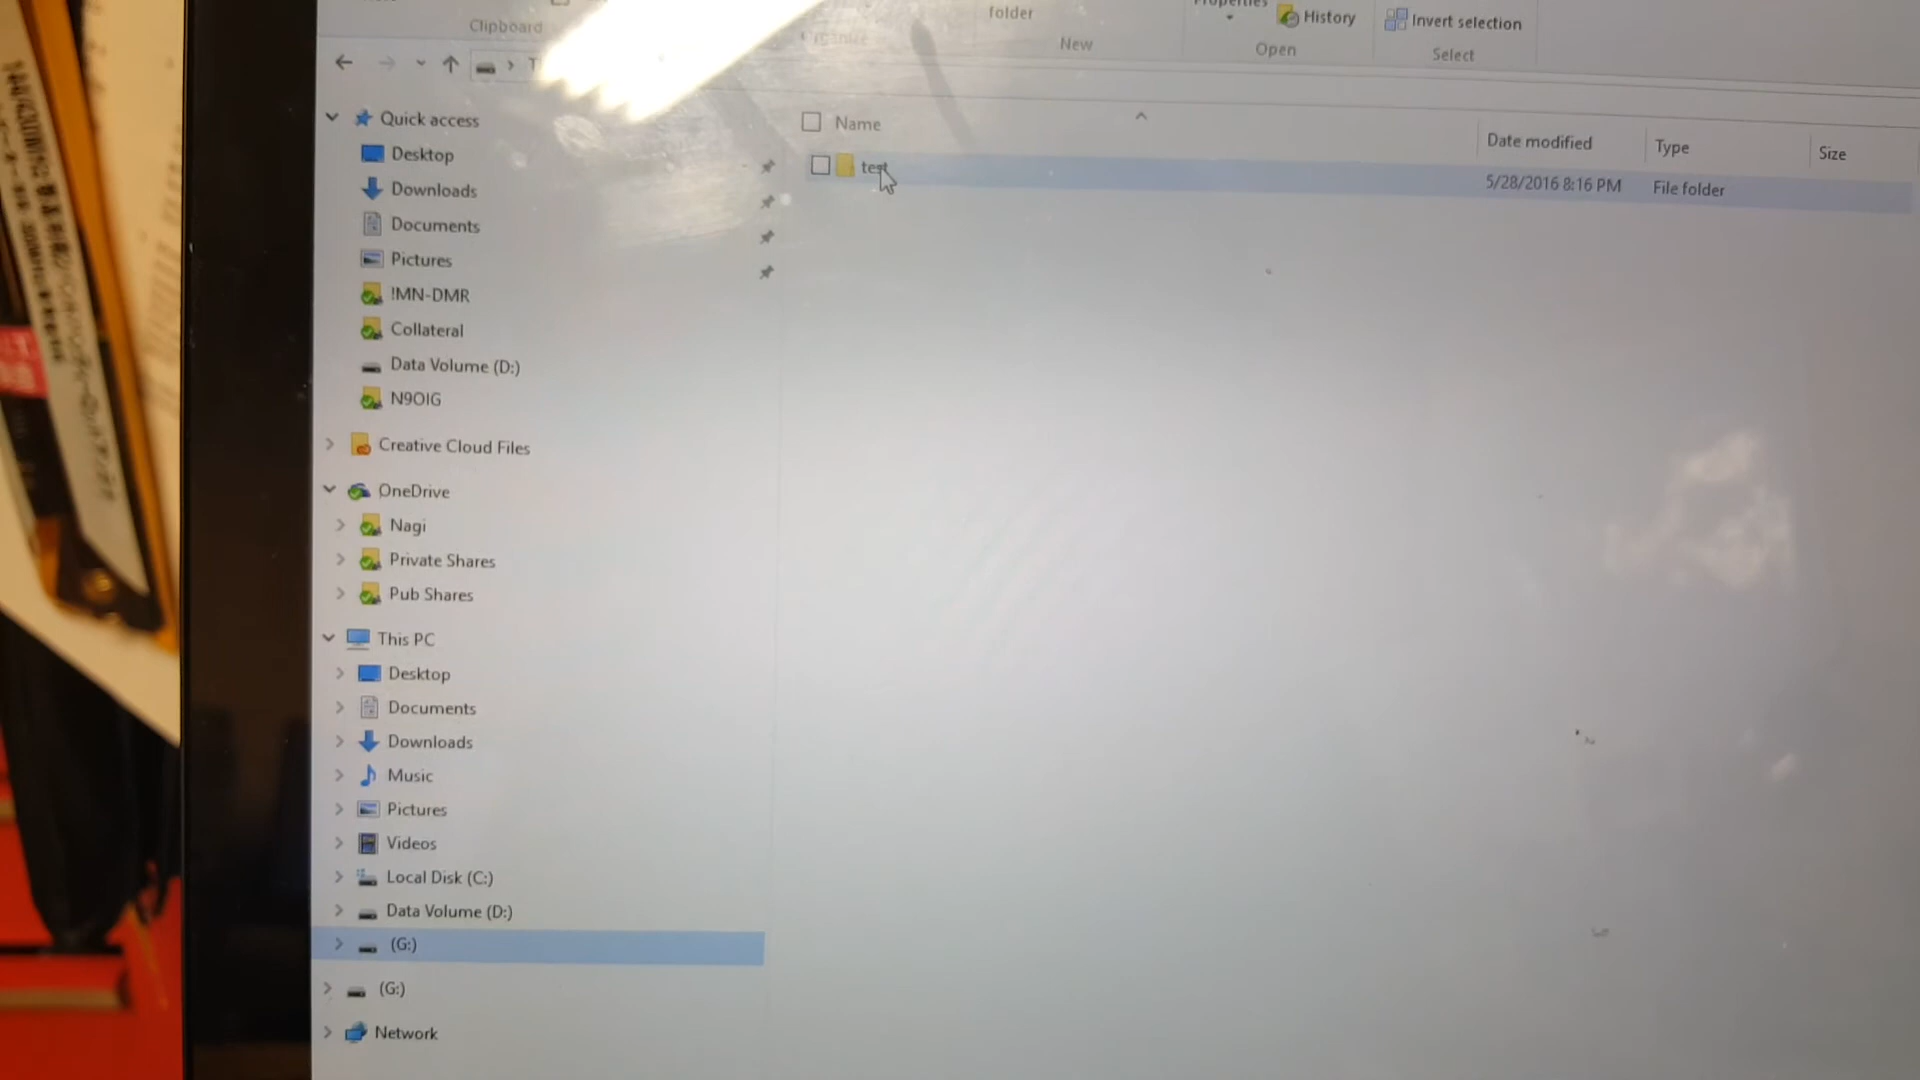 Clipboard
folder
New
Properties
History
Open
Invert selection
Select
Quick access
Desktop
Downloads
Documents
Pictures
!MN-DMR
Collateral
Data Volume (D:)
N9OIG
Creative Cloud Files
OneDrive
Nagi
Private Shares
Pub Shares
This PC
Desktop
Documents
Downloads
Music
Pictures
Videos
Local Disk (C:)
Data Volume (D:)
(G:)
(G:)
Network
Name
Date modified
Type
Size
test
5/28/2016 8:16 PM
File folder